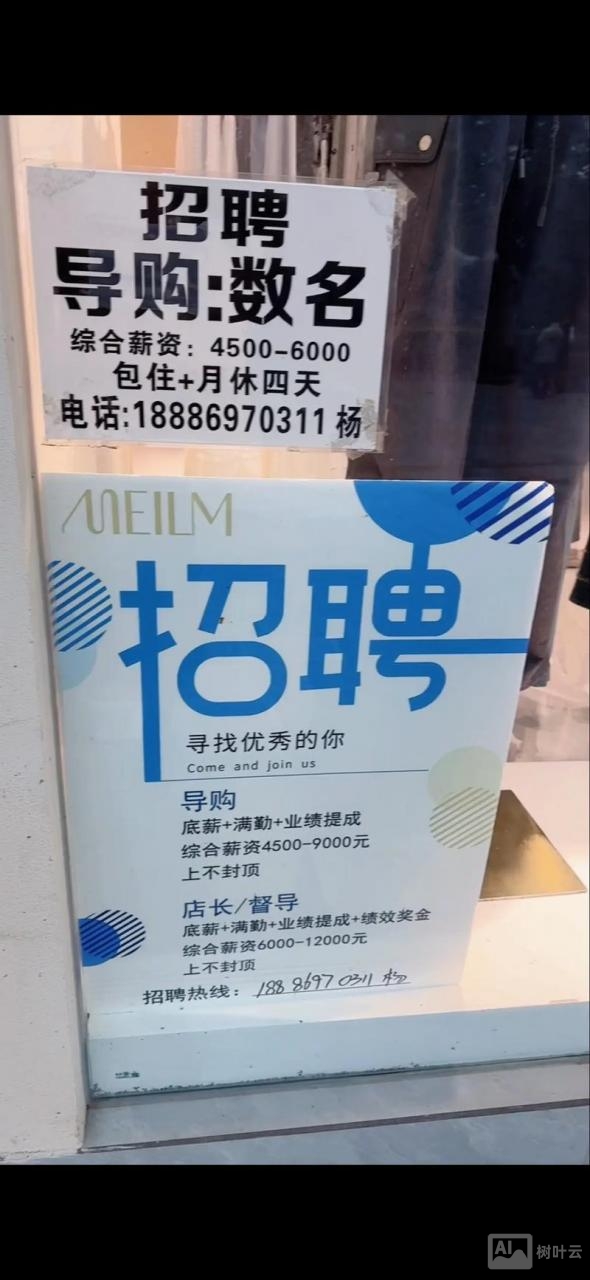 招聘
导购:数名
综合薪资：4500-6000
包住+月休四天
电话:18886970311 杨
MEILM
招聘
寻找优秀的你
Come and join us
导购
底薪+满勤+业绩提成
综合薪资4500-9000元
上不封顶
店长/督导
底薪+满勤+业绩提成+绩效奖金
综合薪资6000-12000元
上不封顶
招聘热线：188 8697 0311 杨
AI 树叶云